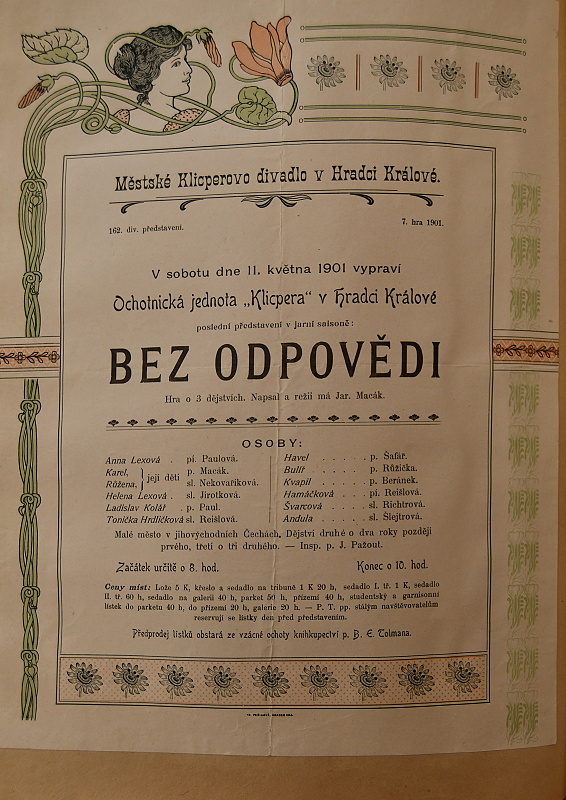 Městské Klicperovo divadlo v Hradci Králové.
162. div. představení.
7. hra 1901.
V sobotu dne 11. května 1901 vypraví
Ochotnická jednota „Klicpera“ v Hradci Králové
poslední představení v jarní saisoně:
BEZ ODPOVĚDI
Hra o 3 dějstvích. Napsal a režii má Jar. Macák.
OSOBY:
Anna Lexová . pí. Paulová.
Karel, } její děti p. Macák.
Růžena, sl. Nekovaříková.
Helena Lexová . sl. Jirotková.
Ladislav Kolář . p. Paul.
Tonička Hrdličková sl. Reišlová.
Havel . . . . . p. Šafář.
Bullíř . . . . . p. Růžička.
Kvapil . . . . . p. Beránek.
Hamáčková . . . pí. Reišlová.
Švarcová . . . . sl. Richtrová.
Andula . . . . . sl. Šlejtrová.
Malé město v jihovýchodních Čechách, Dějství druhé o dva roky později
prvého, třetí o tři druhého. — Insp. p. J. Pažout.
Začátek určitě o 8. hod.
Konec o 10. hod.
Ceny míst: Lože 5 K, křeslo a sedadlo na tribuně 1 K 20 h, sedadlo I. tř. 1 K, sedadlo
II. tř. 60 h, sedadlo na galerii 40 h, parket 50 h, přízemí 40 h, studentský a garnisonní
lístek do parketu 40 h, do přízemí 20 h, galerie 20 h. — P. T. pp. stálým navštěvovatelům
reservují se lístky den před představením.
Předprodej lístků obstará ze vzácné ochoty knihkupectví p. B. E. Tolmana.